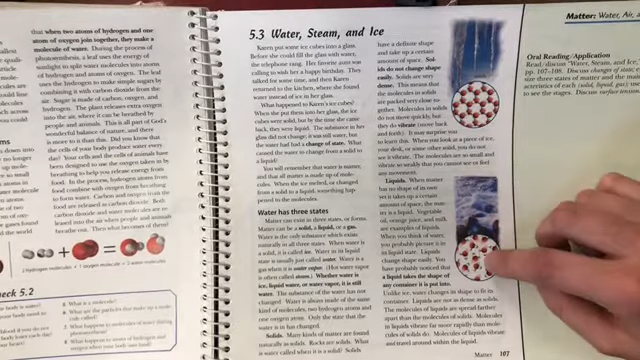 that when two atoms of hydrogen and one
atom of oxygen join together, they make a
molecule of water. During the process of
photosynthesis, a leaf uses the energy of
sunlight to split water molecules into atoms
of hydrogen and atoms of oxygen. The leaf
uses the hydrogen to make simple sugars by
combining it with carbon dioxide from the
air. Sugar is made of carbon, oxygen, and
hydrogen. The plant releases extra oxygen
into the air, where it can be breathed by
people and animals. This is all part of God's
wonderful balance of nature, and there
is more to it than this. Did you know that
the cells of your body produce water every
day? Your cells and the cells of animals have
been designed to use the oxygen taken in by
breathing to help you release energy from
food. In the process, hydrogen atoms from
food combine with oxygen from breathing
to form water. Carbon and oxygen from the
food are released as carbon dioxide. Both
carbon dioxide and water molecules are re-
leased into the air when people and animals
breathe out. Then what becomes of them?
2 hydrogen molecules + 1 oxygen molecule = 2 water molecules
eck 5.2
5.3 Water, Steam, and Ice
Karen put some ice cubes into a glass.
Before she could fill the glass with water,
the telephone rang. Her favorite aunt was
calling to wish her a happy birthday. They
talked for some time, and then Karen
returned to the kitchen, where she found
water instead of ice in her glass.
What happened to Karen's ice cubes?
When she put them into the glass, the ice
cubes were solid, but by the time she came
back, they were liquid. The substance in her
glass did not change; it was still water, but
the water had had a change of state. What
caused the water to change from a solid to
a liquid?
You will remember that water is matter,
and that all matter is made up of mole-
cules. When the ice melted, or changed
from a solid to a liquid, something hap-
pened to the molecules.
Water has three states
Matter can exist in three states, or forms.
Matter can be a solid, a liquid, or a gas.
Water is the only substance which exists
naturally in all three states. When water is
a solid, it is called ice. Water in its liquid
state is usually just called water. Water is a
gas when it is water vapor. (Hot water vapor
is often called steam.) Whether water is
ice, liquid water, or water vapor, it is still
water. The substance of water has not
changed. Water is always made of the same
kind of molecules, two hydrogen atoms and
one oxygen atom. Only the state that the
water is in has changed.
Solids. Many kinds of matter are found
naturally as solids. Rocks are solids. What
is water called when it is a solid? Solids
have a definite shape
and take up a certain
amount of space. Sol-
ids do not change shape
easily. Solids are very
dense. This means that
the molecules in solids
are packed very close to-
gether. Molecules in solids
do not move quickly, but
they do vibrate (move back
and forth). It may surprise you
to learn this. When you look at a piece of ice,
your desk, or some other solid, you do not
see it vibrate. The molecules are so small and
vibrate so weakly that you cannot see or feel
any movement.
Liquids. When matter
has no shape of its own
yet it takes up a certain
amount of space, the mat-
ter is a liquid. Vegetable
oil, orange juice, and milk
are examples of liquids.
When you think of water,
you probably picture it in
its liquid state. Liquids
change shape easily. You
have probably noticed that
a liquid takes the shape of
any container it is put into.
Unlike ice, water changes in shape to fit its
container. Liquids are not as dense as solids.
The molecules of liquids are spread farther
apart than the molecules of solids. Molecules
in liquids vibrate far more rapidly than mole-
cules of solids do. Molecules of liquids vibrate
and travel around within the liquid.
Matter 107
Matter: Water, Air, a
Oral Reading/Application
Read/discuss "Water, Steam, and Ice,"
pp. 107-108. Discuss changes of state,